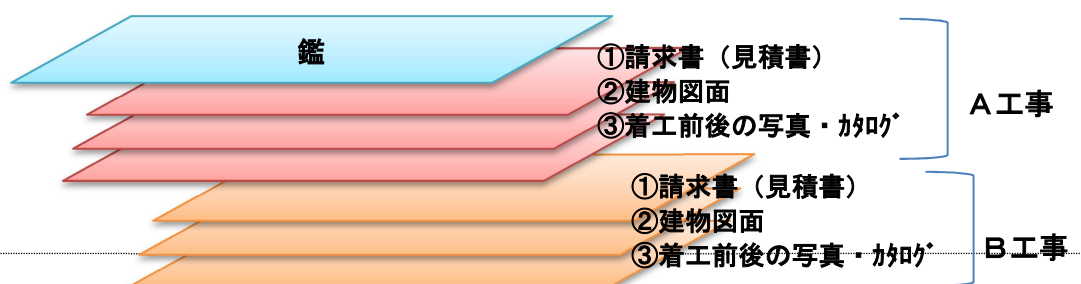 鑑
①請求書（見積書）
②建物図面
③着工前後の写真・ｶﾀﾛｸﾞ
Ａ工事
①請求書（見積書）
②建物図面
③着工前後の写真・ｶﾀﾛｸﾞ
Ｂ工事